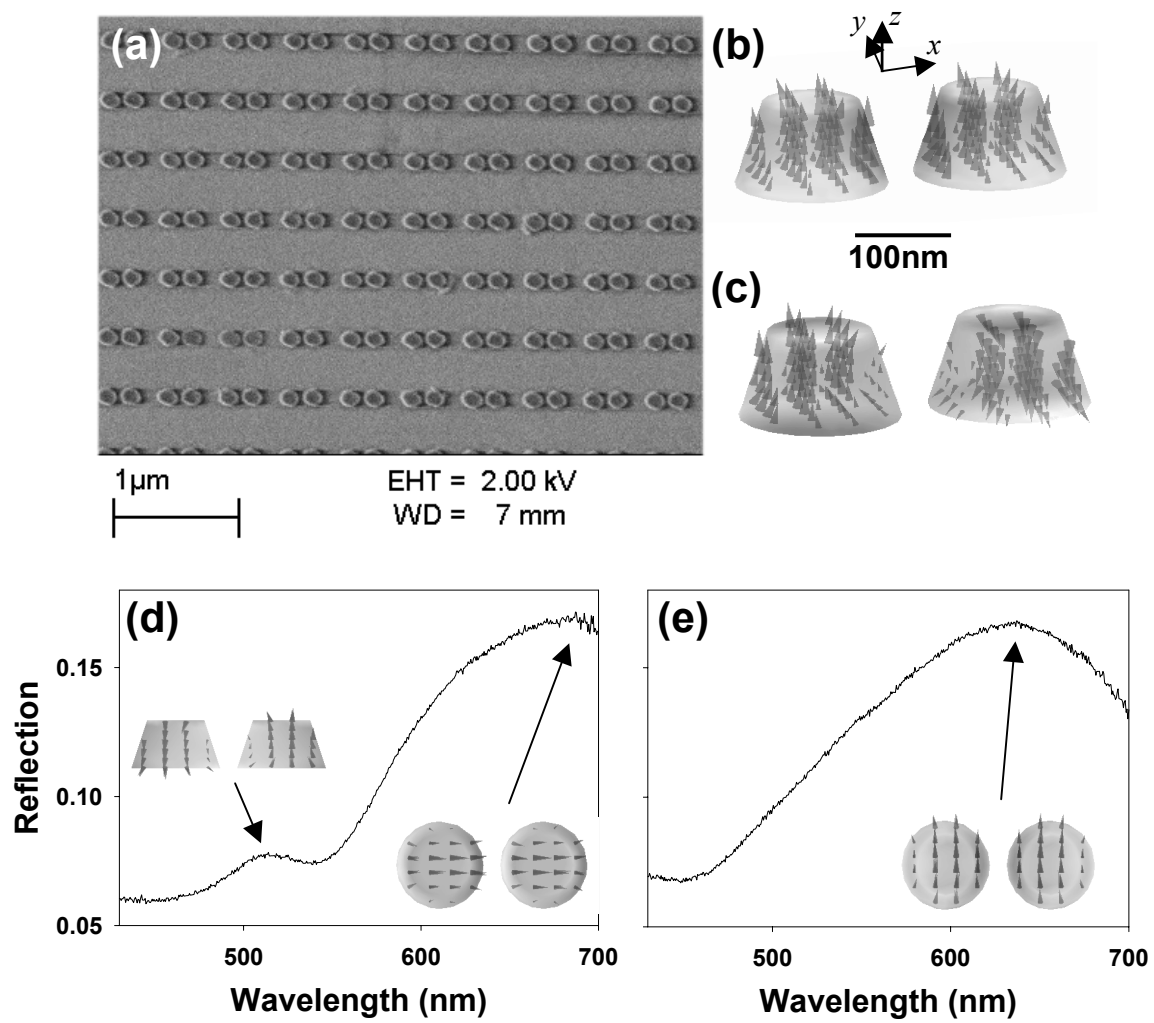 (a)
1µm
EHT = 2.00 kV
WD = 7 mm
(b)
y
z
x
100nm
(c)
(d)
0.15
0.10
0.05
Reflection
500
600
700
Wavelength (nm)
(e)
500
600
700
Wavelength (nm)